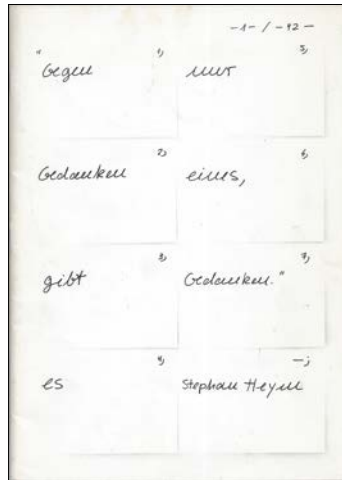 -1- / -12-
1)
"Gegen
2)
Gedanken
3)
gibt
4)
es
5)
nur
6)
eines,
7)
Gedanken."
—)
Stephan Heym